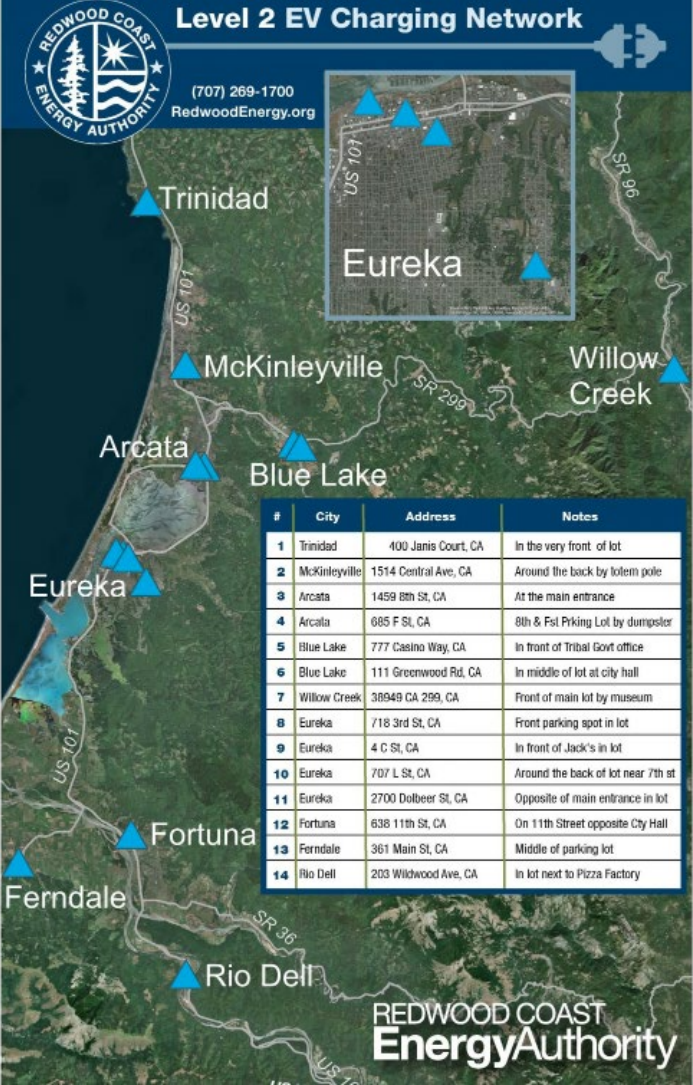 REDWOOD COAST
ENERGY AUTHORITY
Level 2 EV Charging Network
(707) 269-1700
RedwoodEnergy.org
US 101
Eureka
SR 96
Trinidad
US 101
McKinleyville
Willow
Creek
SR 299
Arcata
Blue Lake
Eureka
# City Address Notes
1 Trinidad 400 Janis Court, CA In the very front of lot
2 McKinleyville 1514 Central Ave, CA Around the back by totem pole
3 Arcata 1459 8th St, CA At the main entrance
4 Arcata 685 F St, CA 8th & Fst Prking Lot by dumpster
5 Blue Lake 777 Casino Way, CA In front of Tribal Govt office
6 Blue Lake 111 Greenwood Rd, CA In middle of lot at city hall
7 Willow Creek 38949 CA 299, CA Front of main lot by museum
8 Eureka 718 3rd St, CA Front parking spot in lot
9 Eureka 4 C St, CA In front of Jack's in lot
10 Eureka 707 L St, CA Around the back of lot near 7th st
11 Eureka 2700 Dolbeer St, CA Opposite of main entrance in lot
12 Fortuna 638 11th St, CA On 11th Street opposite Cty Hall
13 Ferndale 361 Main St, CA Middle of parking lot
14 Rio Dell 203 Wildwood Ave, CA In lot next to Pizza Factory
US 101
Fortuna
Ferndale
SR 36
Rio Dell
REDWOOD COAST
EnergyAuthority